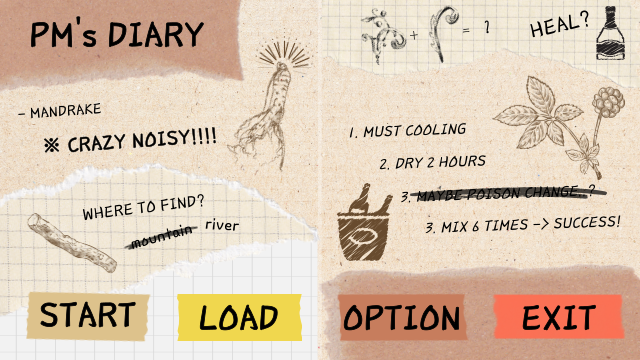 PM's DIARY
- MANDRAKE
※ CRAZY NOISY!!!!
WHERE TO FIND?
mountain river
START
LOAD
+ = ?
HEAL?
1. MUST COOLING
2. DRY 2 HOURS
3. MAYBE POISON CHANGE ?
3. MIX 6 TIMES -> SUCCESS!
OPTION
EXIT